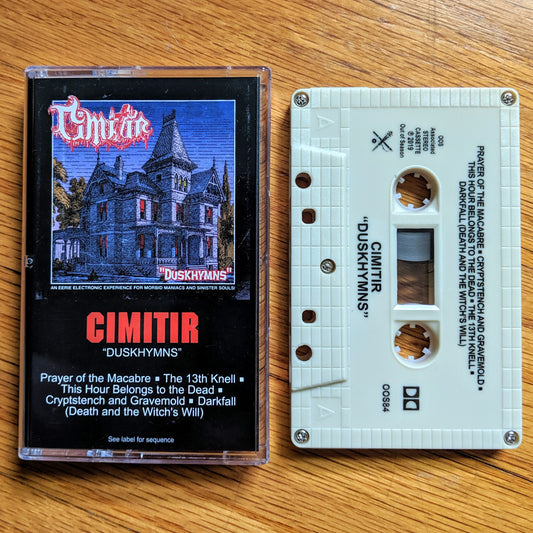 Cimitir
"DUSKHYMNS"
AN EERIE ELECTRONIC EXPERIENCE FOR MORBID MANIACS AND SINISTER SOULS!
CIMITIR
"DUSKHYMNS"
Prayer of the Macabre ▪ The 13th Knell ▪
This Hour Belongs to the Dead ▪
Cryptstench and Gravemold ▪ Darkfall
(Death and the Witch's Will)
See label for sequence
A
A
OOS
Associated
STEREO
CASSETTE
℗ 2019
Out of Season
PRAYER OF THE MACABRE ▪ CRYPTSTENCH AND GRAVEMOLD ▪
THIS HOUR BELONGS TO THE DEAD ▪ THE 13TH KNELL ▪
DARKFALL (DEATH AND THE WITCH'S WILL)
CIMITIR
"DUSKHYMNS"
OOS84